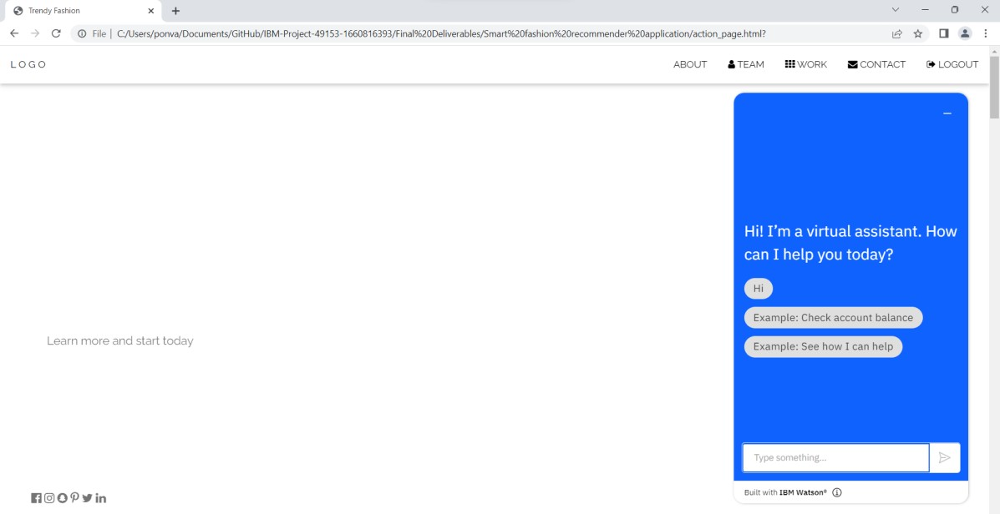 Trendy Fashion
File | C:/Users/ponva/Documents/GitHub/IBM-Project-49153-1660816393/Final%20Deliverables/Smart%20fashion%20recommender%20application/action_page.html?
LOGO
ABOUT TEAM WORK CONTACT LOGOUT
Hi! I’m a virtual assistant. How
can I help you today?
Hi
Example: Check account balance
Example: See how I can help
Learn more and start today
Type something...
Built with IBM Watson®